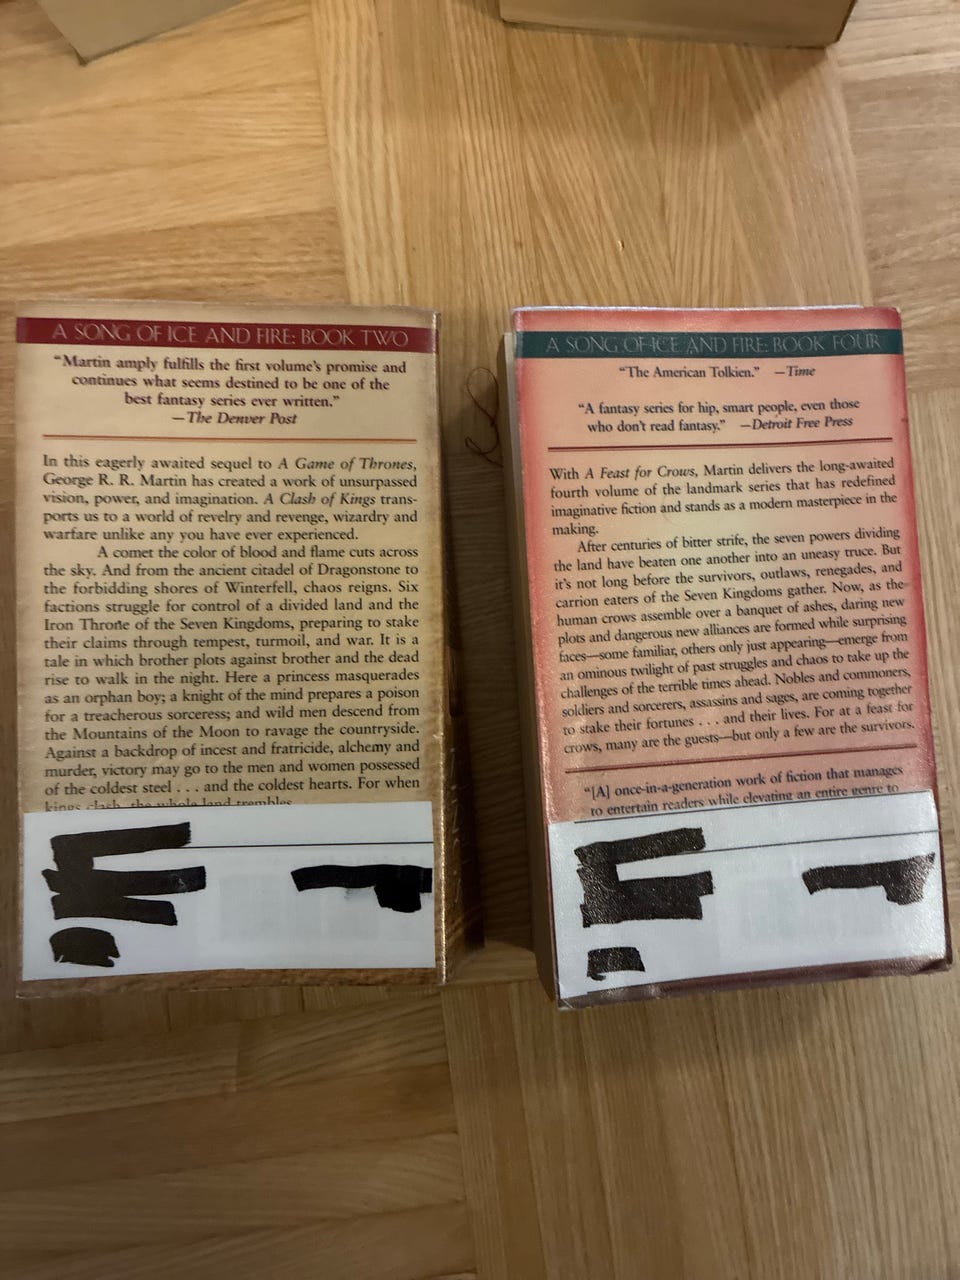 A SONG OF ICE AND FIRE: BOOK TWO
“Martin amply fulfills the first volume’s promise and
continues what seems destined to be one of the
best fantasy series ever written.”
—The Denver Post
In this eagerly awaited sequel to A Game of Thrones,
George R. R. Martin has created a work of unsurpassed
vision, power, and imagination. A Clash of Kings trans-
ports us to a world of revelry and revenge, wizardry and
warfare unlike any you have ever experienced.
A comet the color of blood and flame cuts across
the sky. And from the ancient citadel of Dragonstone to
the forbidding shores of Winterfell, chaos reigns. Six
factions struggle for control of a divided land and the
Iron Throne of the Seven Kingdoms, preparing to stake
their claims through tempest, turmoil, and war. It is a
tale in which brother plots against brother and the dead
rise to walk in the night. Here a princess masquerades
as an orphan boy; a knight of the mind prepares a poison
for a treacherous sorceress; and wild men descend from
the Mountains of the Moon to ravage the countryside.
Against a backdrop of incest and fratricide, alchemy and
murder, victory may go to the men and women possessed
of the coldest steel . . . and the coldest hearts. For when
kings clash, the whole land trembles
A SONG OF ICE AND FIRE: BOOK FOUR
“The American Tolkien.” —Time
“A fantasy series for hip, smart people, even those
who don’t read fantasy.” —Detroit Free Press
With A Feast for Crows, Martin delivers the long-awaited
fourth volume of the landmark series that has redefined
imaginative fiction and stands as a modern masterpiece in the
making.
After centuries of bitter strife, the seven powers dividing
the land have beaten one another into an uneasy truce. But
it’s not long before the survivors, outlaws, renegades, and
carrion eaters of the Seven Kingdoms gather. Now, as the
human crows assemble over a banquet of ashes, daring new
plots and dangerous new alliances are formed while surprising
faces—some familiar, others only just appearing—emerge from
an ominous twilight of past struggles and chaos to take up the
challenges of the terrible times ahead. Nobles and commoners,
soldiers and sorcerers, assassins and sages, are coming together
to stake their fortunes . . . and their lives. For at a feast for
crows, many are the guests—but only a few are the survivors.
“[A] once-in-a-generation work of fiction that manages
to entertain readers while elevating an entire genre to